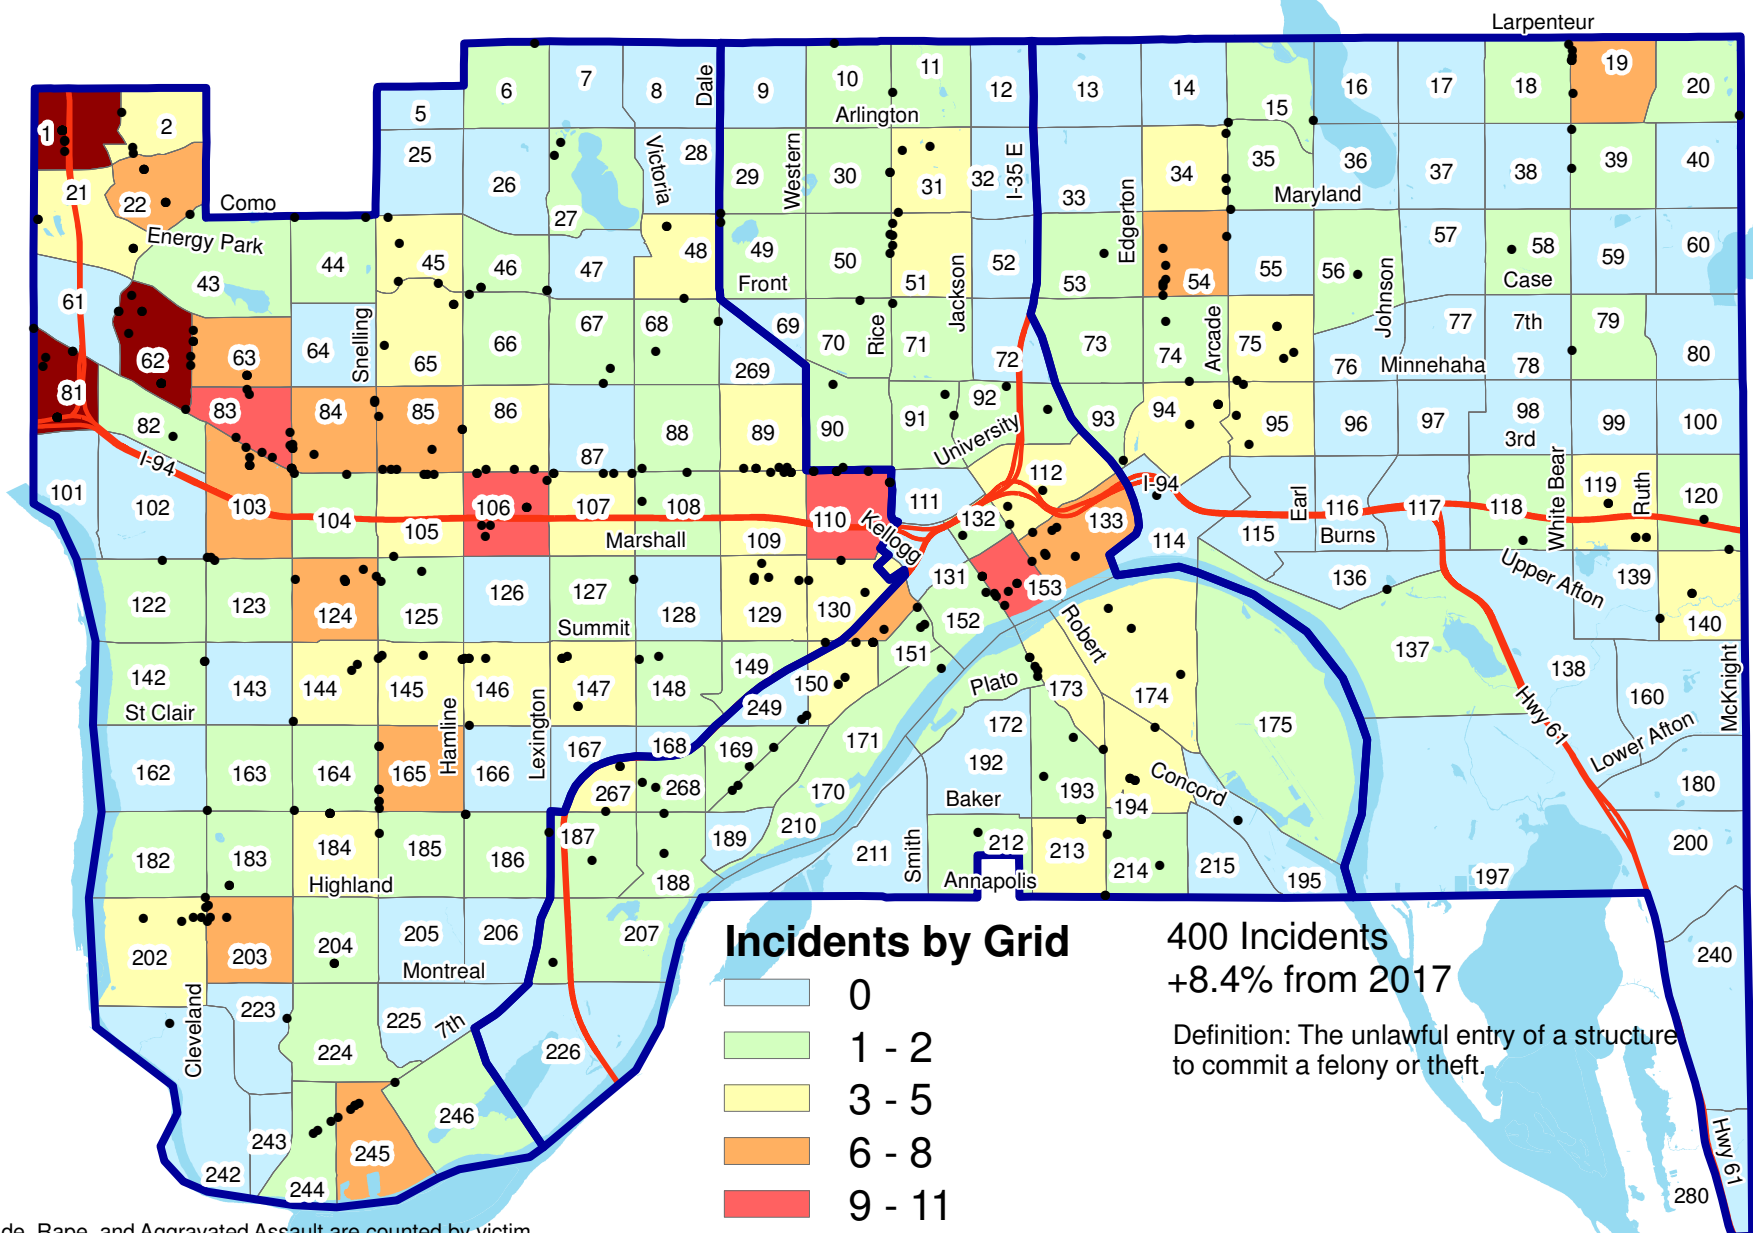 Larpenteur
1 2 5 6 7 8 Dale 9 10 11 12 13 14 15 16 17 18 19 20
Arlington
21 22 25 26 27 Victoria 28 29 Western 30 31 32 I-35 E 33 34 35 36 37 38 39 40
Como
Maryland
Energy Park
43 44 45 46 47 48 49 50 51 52 53 Edgerton 54 55 56 57 58 59 60
Front
Jackson
Case
61 62 63 64 Snelling 65 66 67 68 69 70 Rice 71 72 73 74 Arcade 75 76 Johnson 77 78 79 80
7th
269
Minnehaha
81 82 83 84 85 86 87 88 89 90 91 92 93 94 95 96 97 98 99 100
3rd
University
I-94
I-94
101 102 103 104 105 106 107 108 109 110 111 112 132 133 114 115 Earl 116 117 118 White Bear 119 Ruth 120
Marshall
Kellogg
Burns
122 123 124 125 126 127 128 129 130 131 152 153 136 139 140
Upper Afton
Summit
Robert
142 143 144 145 146 147 148 149 150 151 249 173 174 175 137 138 160
St Clair
Hamline
Lexington
Plato
Hwy 61
Lower Afton
McKnight
162 163 164 165 166 167 168 169 170 171 172 192 193 194 180
267 268
Baker
Concord
182 183 184 185 186 187 188 189 210 211 Smith 212 213 214 215 195 197 200
Highland
Annapolis
202 203 204 205 206 207 240
Montreal
Cleveland
223 224 225 7th 226
242 243 244 245 246 280
Hwy 61
Incidents by Grid
0
1 - 2
3 - 5
6 - 8
9 - 11
400 Incidents
+8.4% from 2017
Definition: The unlawful entry of a structure
to commit a felony or theft.
de, Rape, and Aggravated Assault are counted by victim